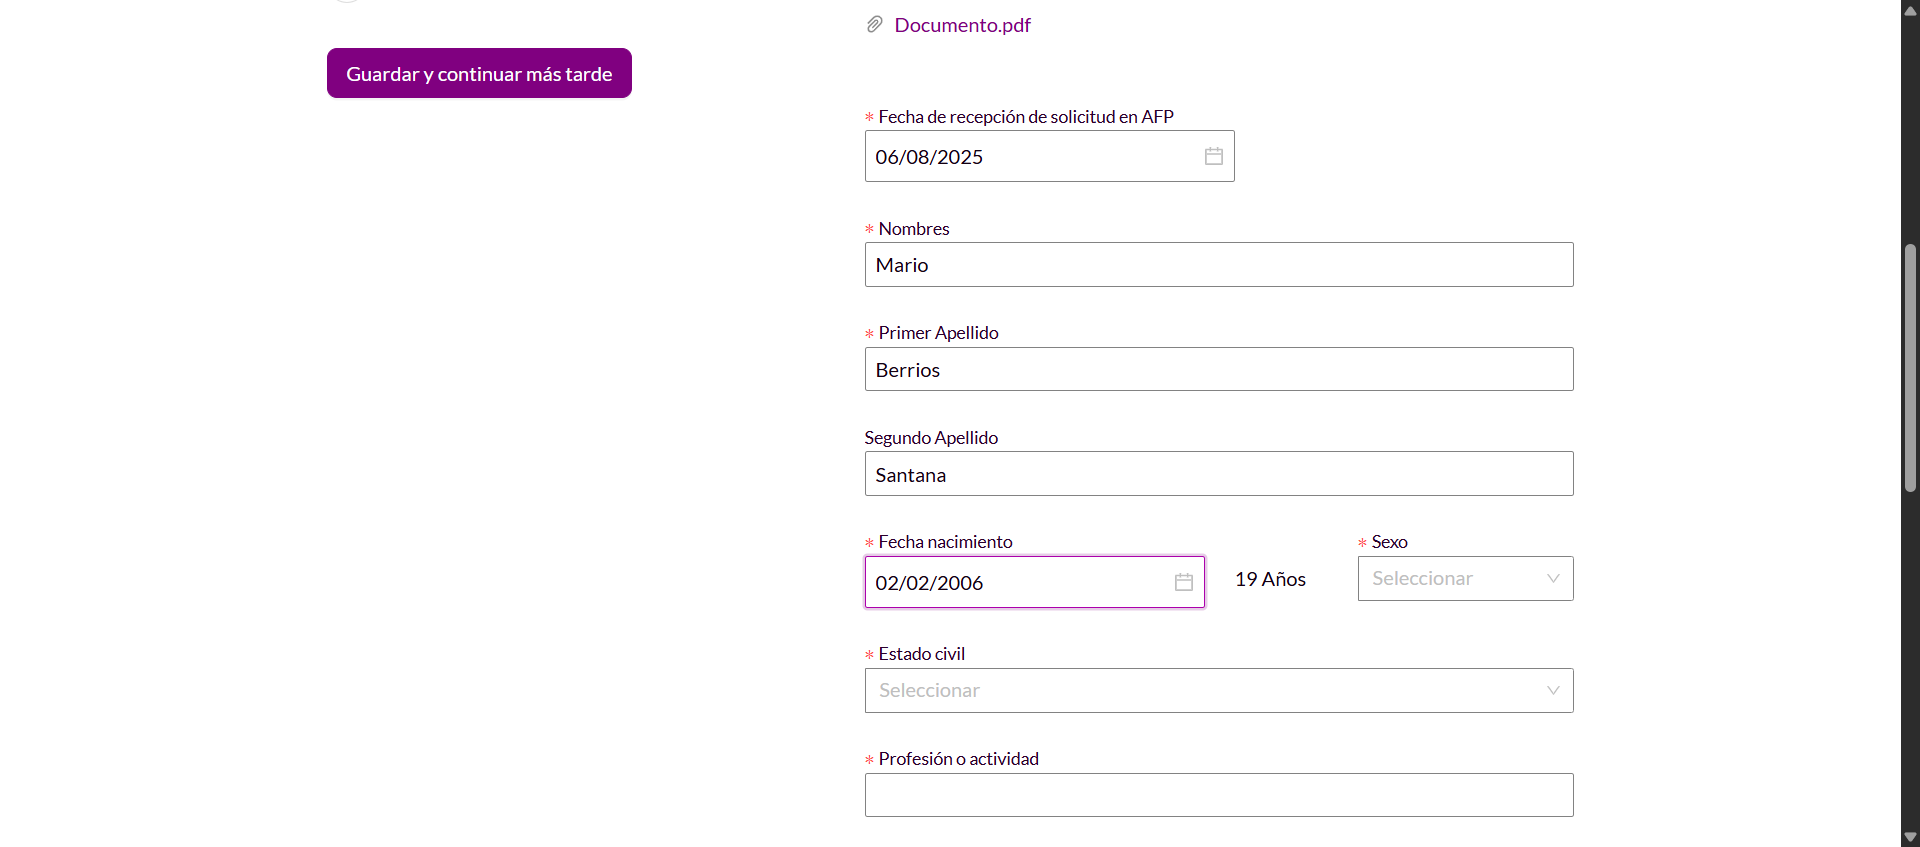 Documento.pdf
Guardar y continuar más tarde
* Fecha de recepción de solicitud en AFP
06/08/2025
* Nombres
Mario
* Primer Apellido
Berrios
Segundo Apellido
Santana
* Fecha nacimiento
02/02/2006
19 Años
* Sexo
Seleccionar
* Estado civil
Seleccionar
* Profesión o actividad